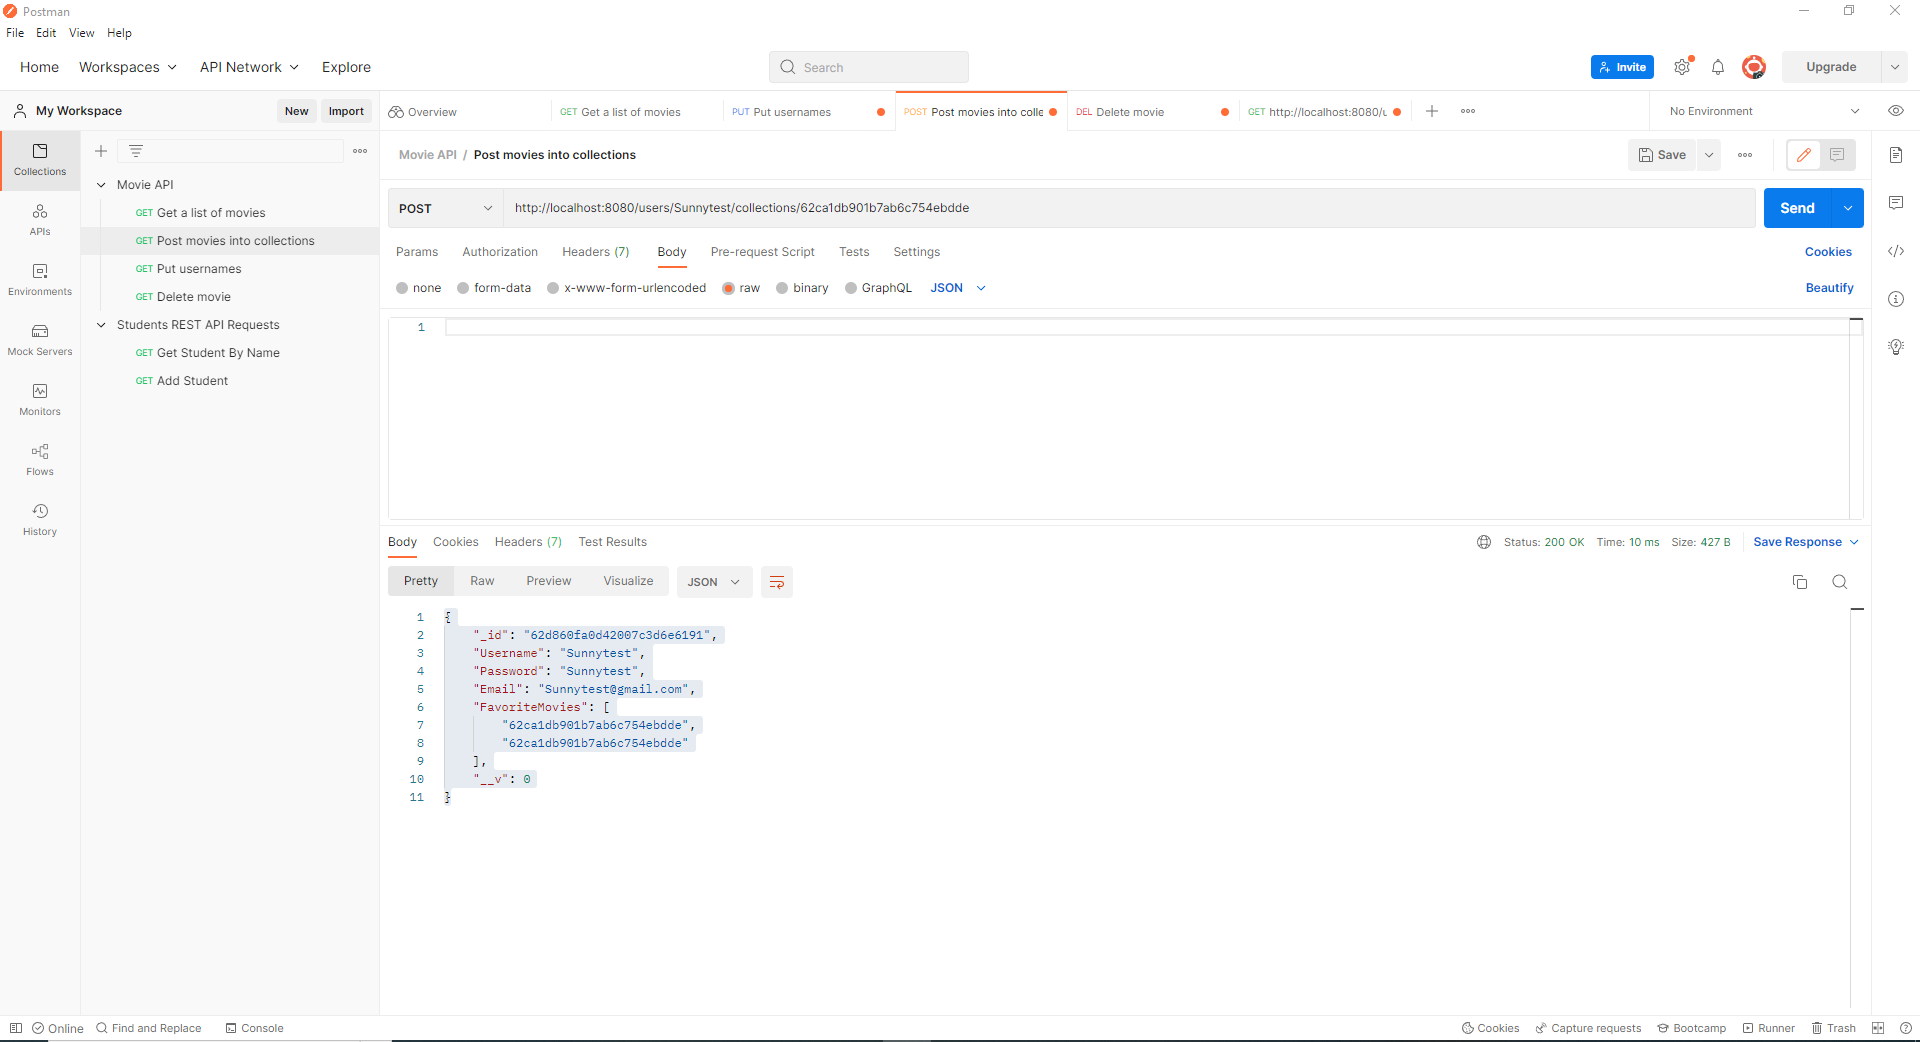 Postman
File Edit View Help
Home Workspaces API Network Explore Search Invite Upgrade
My Workspace New Import Overview GET Get a list of movies PUT Put usernames POST Post movies into colle DEL Delete movie GET http://localhost:8080/u No Environment
Collections
APIs
Environments
Mock Servers
Monitors
Flows
History
Movie API
GET Get a list of movies
GET Post movies into collections
GET Put usernames
GET Delete movie
Students REST API Requests
GET Get Student By Name
GET Add Student
Movie API / Post movies into collections Save
POST http://localhost:8080/users/Sunnytest/collections/62ca1db901b7ab6c754ebdde Send
Params Authorization Headers (7) Body Pre-request Script Tests Settings Cookies
none form-data x-www-form-urlencoded raw binary GraphQL JSON Beautify
1
Body Cookies Headers (7) Test Results Status: 200 OK Time: 10 ms Size: 427 B Save Response
Pretty Raw Preview Visualize JSON
1 {
2 "_id": "62d860fa0d42007c3d6e6191",
3 "Username": "Sunnytest",
4 "Password": "Sunnytest",
5 "Email": "Sunnytest@gmail.com",
6 "FavoriteMovies": [
7 "62ca1db901b7ab6c754ebdde",
8 "62ca1db901b7ab6c754ebdde"
9 ],
10 "__v": 0
11 }
Online Find and Replace Console Cookies Capture requests Bootcamp Runner Trash